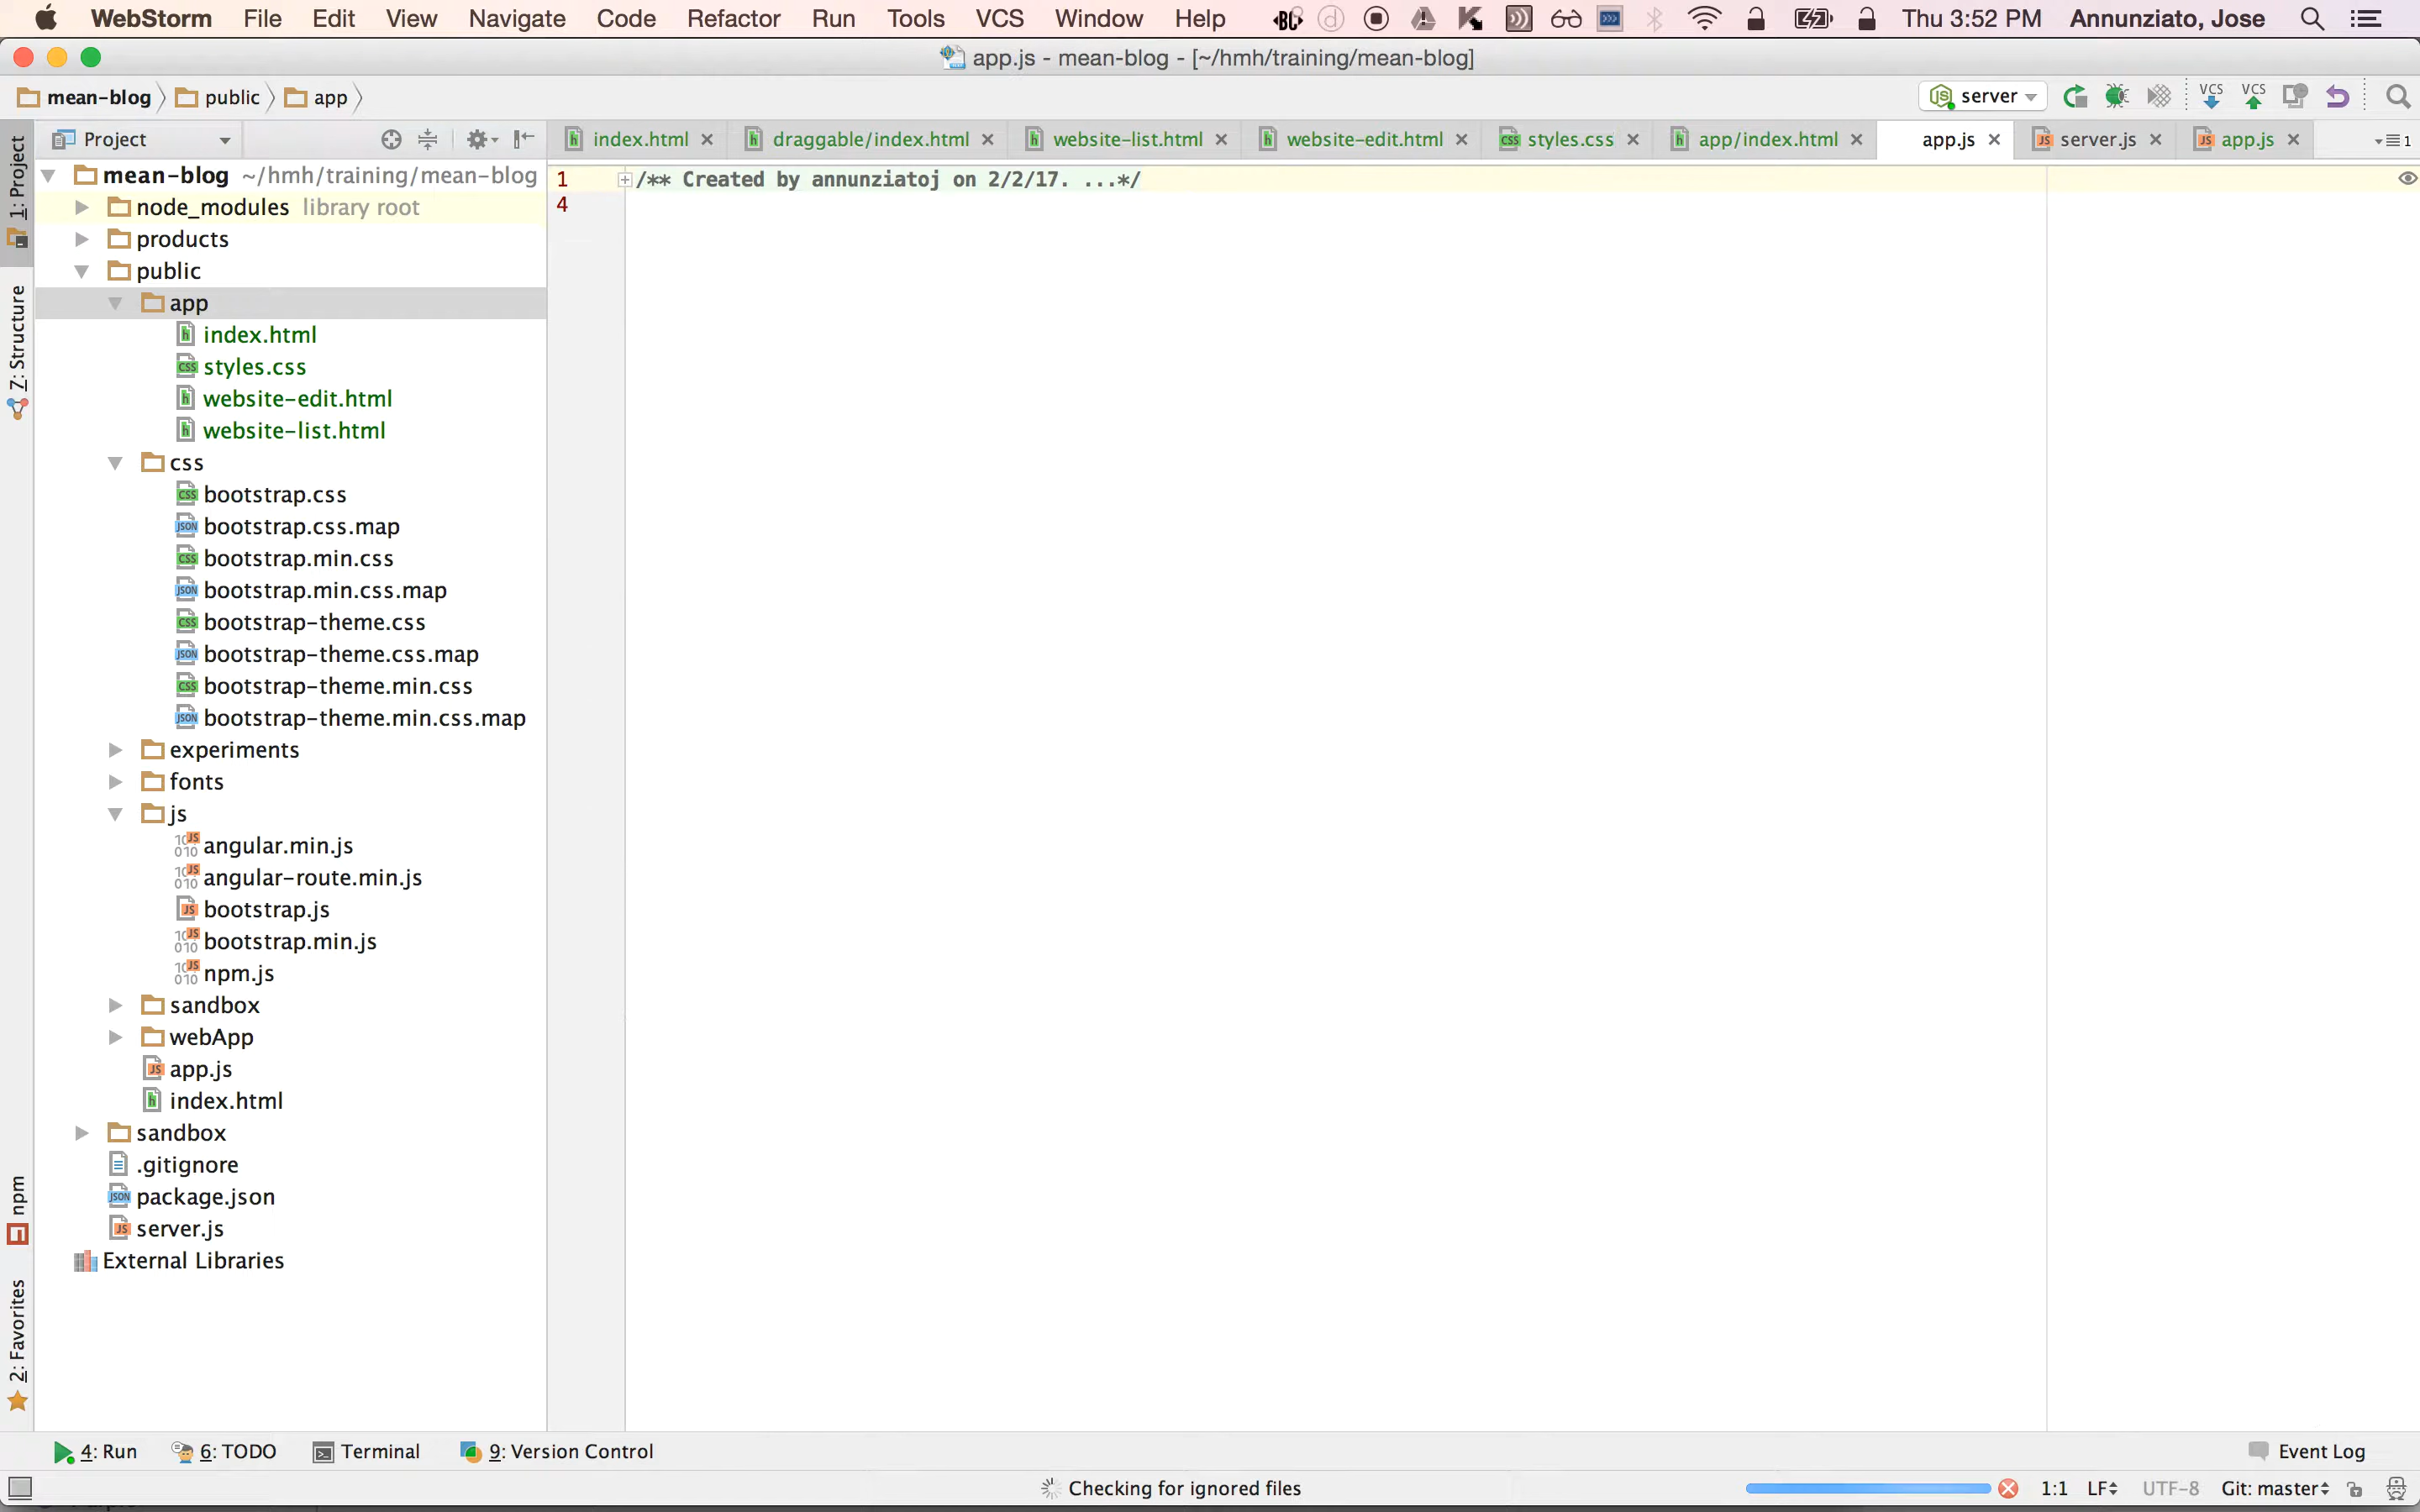 WebStorm File Edit View Navigate Code Refactor Run Tools VCS Window Help Thu 3:52 PM Annunziato, Jose
app.js - mean-blog - [~/hmh/training/mean-blog]
mean-blog public app server VCS VCS
1: Project
Project
index.html draggable/index.html website-list.html website-edit.html styles.css app/index.html app.js server.js app.js 1
mean-blog ~/hmh/training/mean-blog
1 /** Created by annunziatoj on 2/2/17. ...*/
4
node_modules library root
products
public
app
index.html
styles.css
website-edit.html
website-list.html
css
bootstrap.css
bootstrap.css.map
bootstrap.min.css
bootstrap.min.css.map
bootstrap-theme.css
bootstrap-theme.css.map
bootstrap-theme.min.css
bootstrap-theme.min.css.map
experiments
fonts
js
angular.min.js
angular-route.min.js
bootstrap.js
bootstrap.min.js
npm.js
sandbox
webApp
app.js
index.html
sandbox
.gitignore
package.json
server.js
External Libraries
7: Structure
npm
2: Favorites
4: Run 6: TODO Terminal 9: Version Control Event Log
Checking for ignored files 1:1 LF UTF-8 Git: master